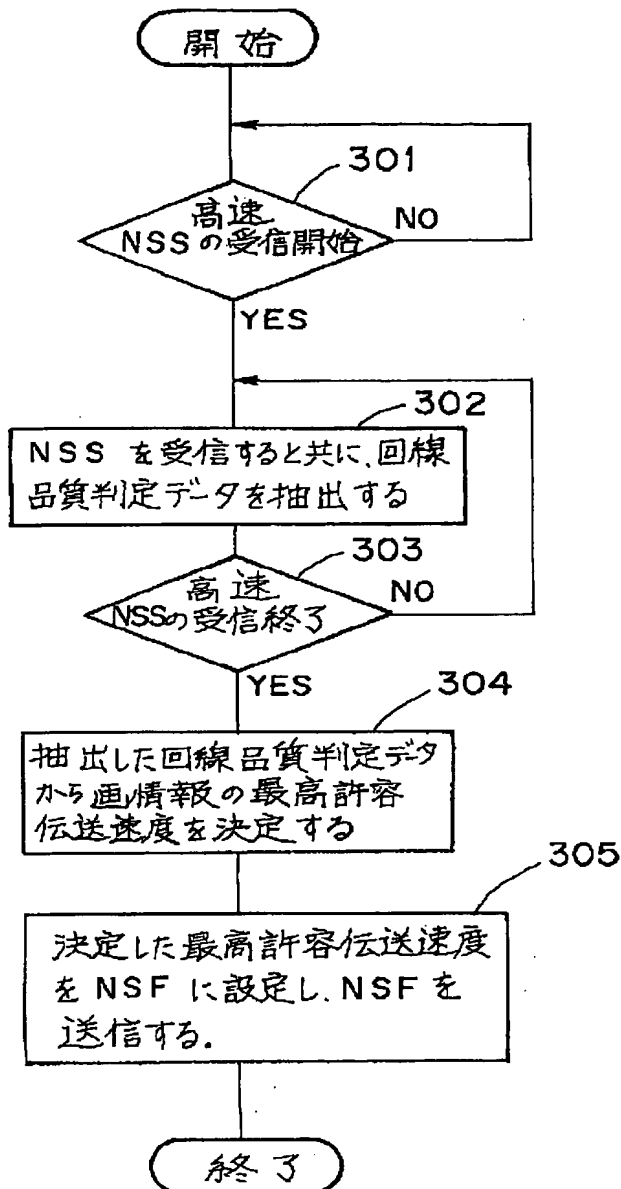 開始
301
高速
NSSの受信開始
NO
YES
302
NSS を受信すると共に、回線
品質判定データを抽出する
303
高速
NSSの受信終了
NO
YES
304
抽出した回線品質判定データ
から画情報の最高許容
伝送速度を決定する
305
決定した最高許容伝送速度
を NSF に設定し、NSF を
送信する.
終了